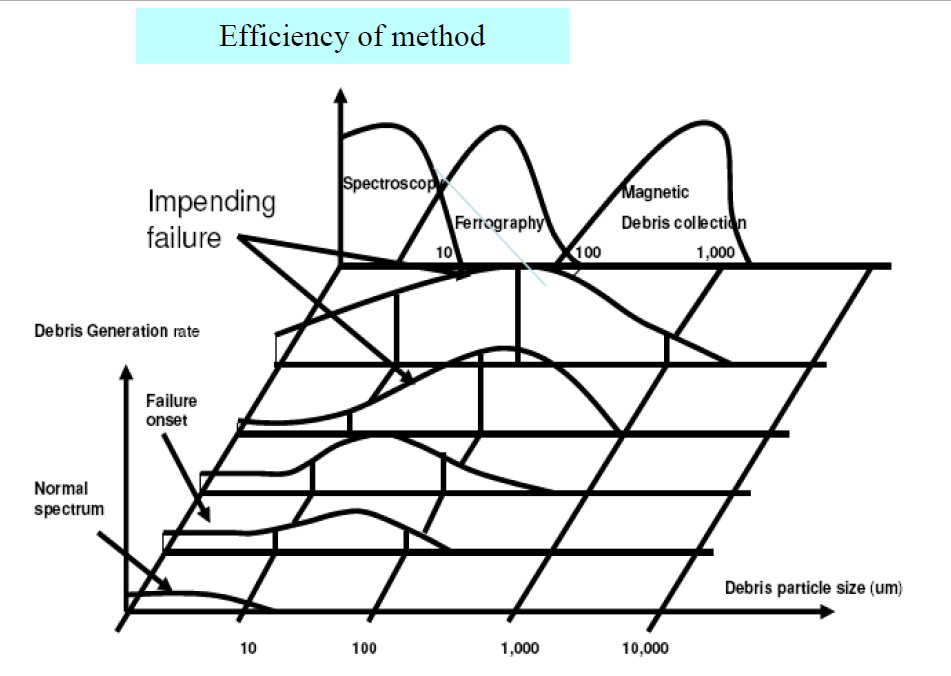 Efficiency of method
Spectroscopy
Ferrography
Magnetic
Debris collection
10
100
1,000
Impending
failure
Debris Generation rate
Failure
onset
Normal
spectrum
Debris particle size (um)
10
100
1,000
10,000